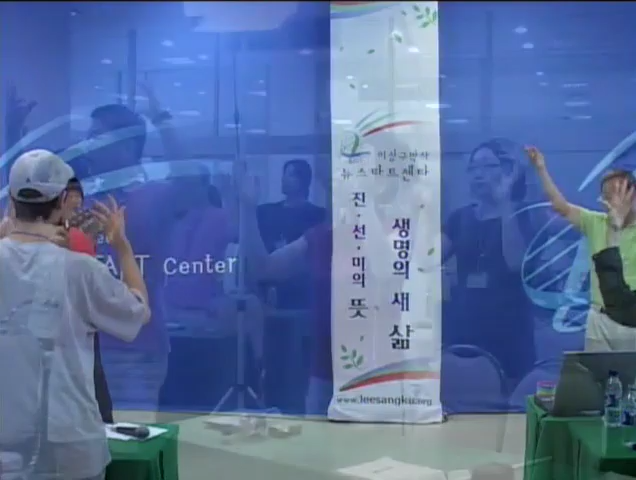 이상구박사
뉴스타트센터
진·선·미의 뜻
생명의 새 삶
www.leesangku.org
Center